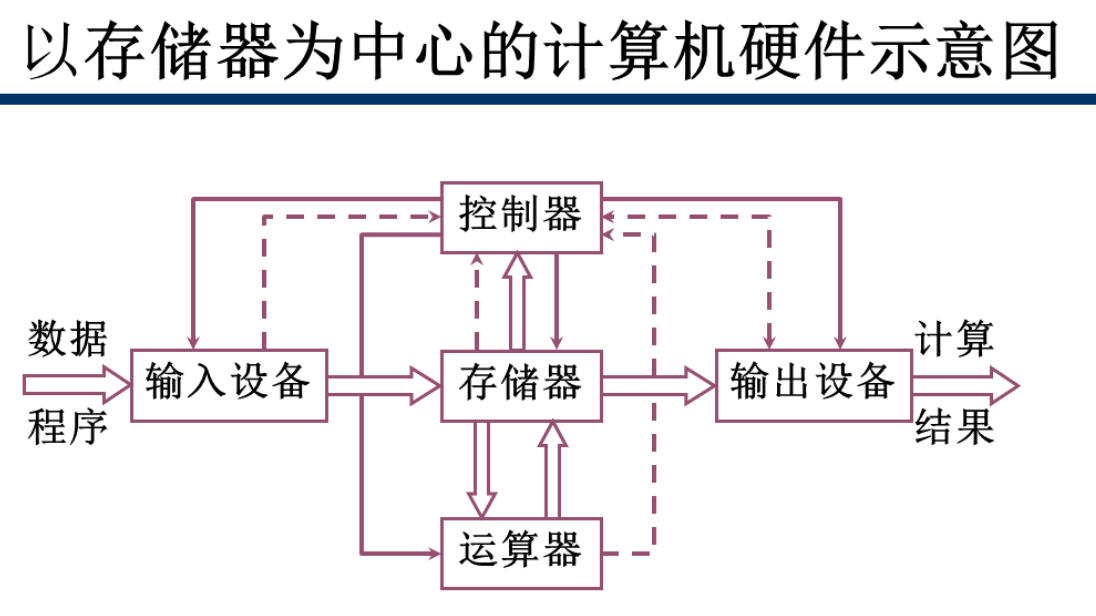 以存储器为中心的计算机硬件示意图
控制器
数据
计算
输入设备
存储器
输出设备
程序
结果
运算器